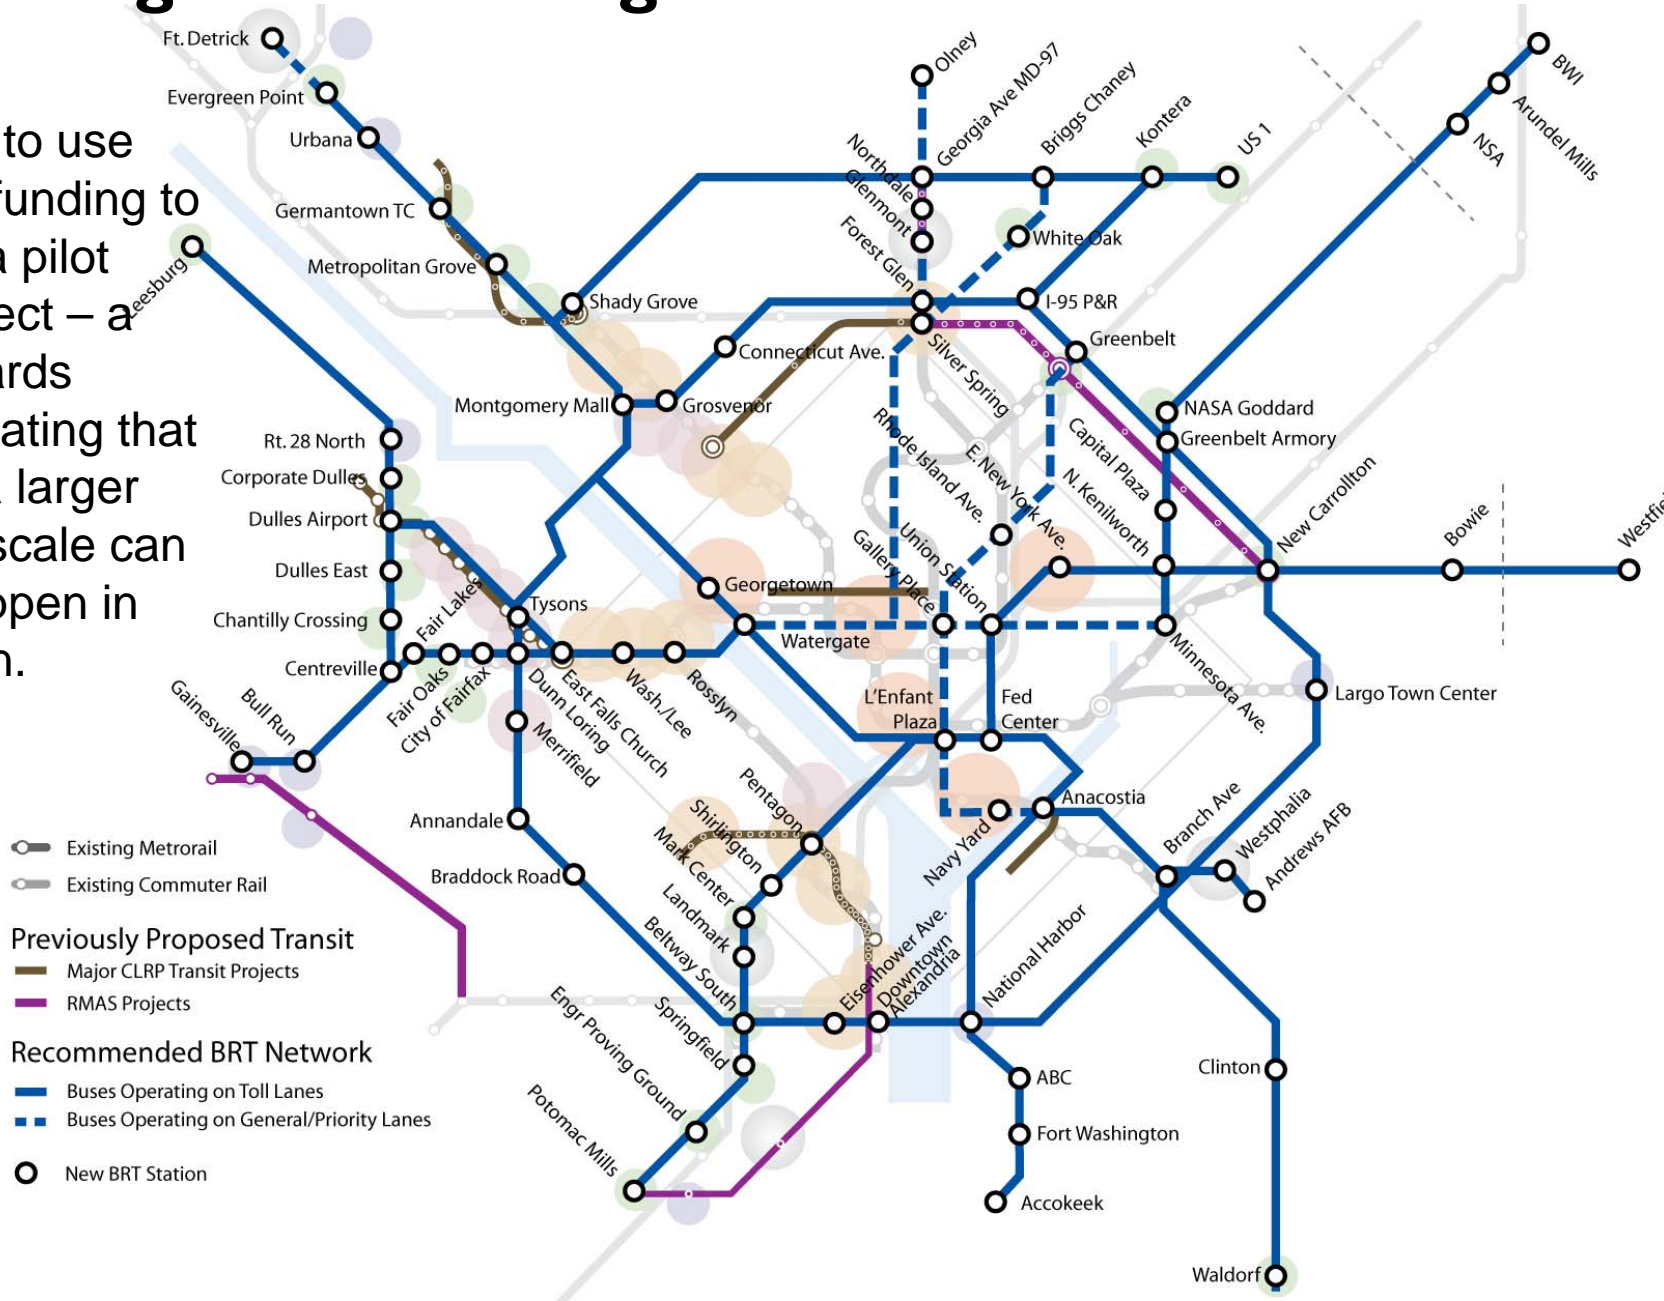 to use
funding to
a pilot
ect – a
ards
ating that
larger
scale can
open in
n.
Ft. Detrick
Evergreen Point
Urbana
Germantown TC
Metropolitan Grove
Leesburg
Shady Grove
Olney
Georgia Ave MD-97
Briggs Chaney
Kontera
US 1
BWI
Arundel Mills
NSA
Northdale
Glenmont
Forest Glen
White Oak
I-95 P&R
Greenbelt
Silver Spring
Connecticut Ave.
Montgomery Mall
Grosvenor
NASA Goddard
Greenbelt Armory
Capital Plaza
N. Kenilworth
New Carrollton
Bowie
Rt. 28 North
Corporate Dulles
Dulles Airport
Dulles East
Chantilly Crossing
Centreville
Gainesville
Bull Run
Fair Lakes
Fair Oaks
City of Fairfax
Tysons
Dunn Loring
East Falls Church
Wash./Lee
Rosslyn
Merrifield
Georgetown
Watergate
Rhode Island Ave.
E. New York Ave.
Gallery Place
Union Station
Minnesota Ave.
L'Enfant
Plaza
Fed
Center
Largo Town Center
Annandale
Braddock Road
Pentagon
Shirlington
Mark Center
Landmark
Beltway South
Springfield
Engr Proving Ground
Potomac Mills
Navy Yard
Anacostia
Branch Ave
Westphalia
Andrews AFB
Eisenhower Ave.
Downtown
Alexandria
National Harbor
ABC
Fort Washington
Accokeek
Clinton
Waldorf
Existing Metrorail
Existing Commuter Rail
Previously Proposed Transit
Major CLRP Transit Projects
RMAS Projects
Recommended BRT Network
Buses Operating on Toll Lanes
Buses Operating on General/Priority Lanes
New BRT Station